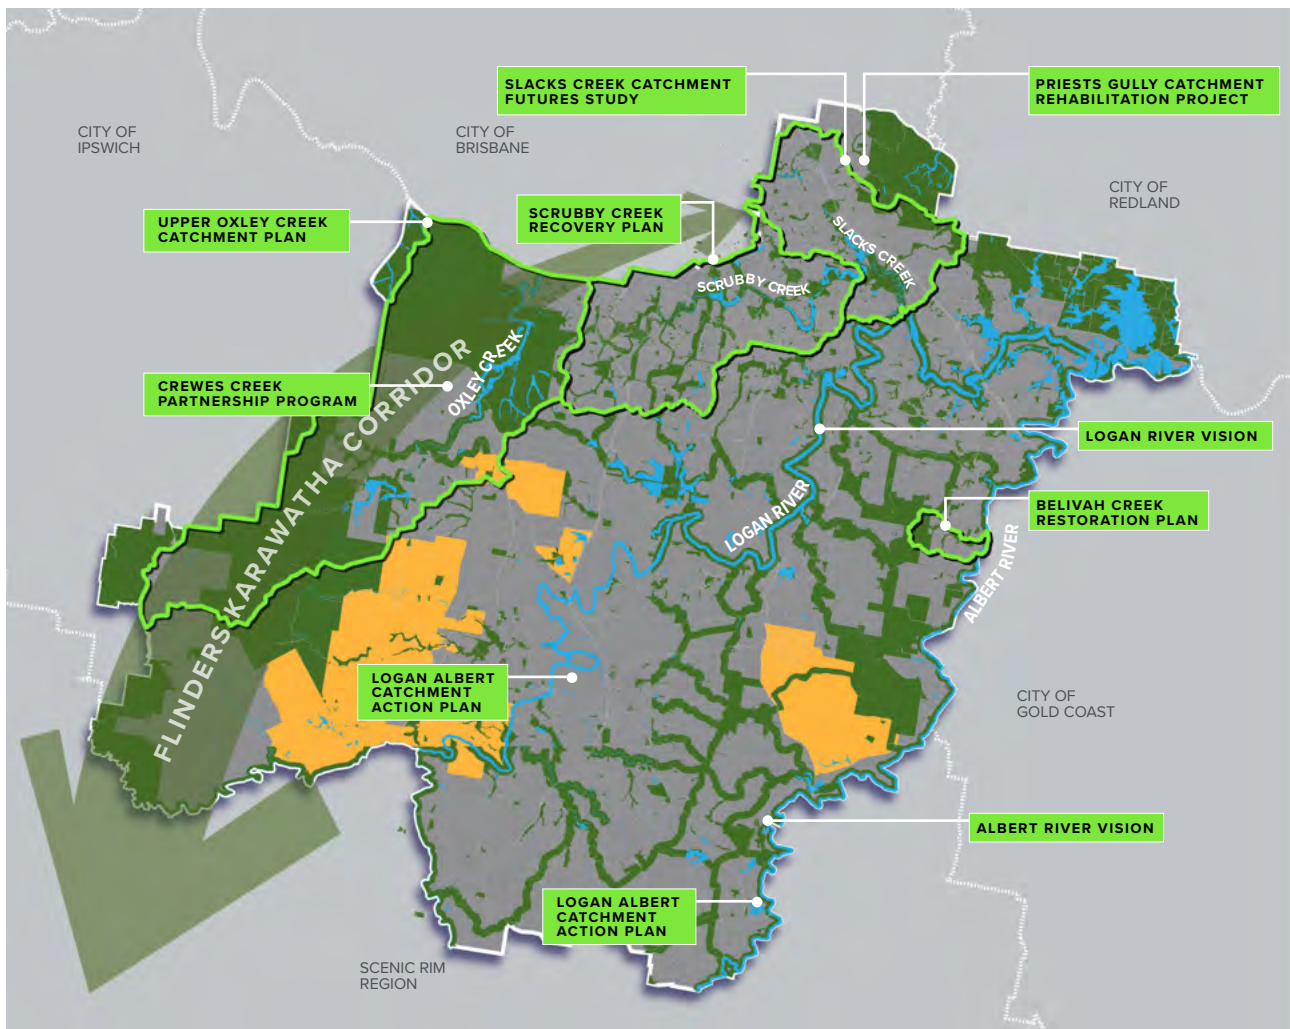 SLACKS CREEK CATCHMENT
FUTURES STUDY
PRIESTS GULLY CATCHMENT
REHABILITATION PROJECT
CITY OF
IPSWICH
CITY OF
BRISBANE
CITY OF
REDLAND
UPPER OXLEY CREEK
CATCHMENT PLAN
SCRUBBY CREEK
RECOVERY PLAN
SLACKS CREEK
SCRUBBY CREEK
OXLEY CREEK
CREWES CREEK
PARTNERSHIP PROGRAM
FLINDERS KARAWATHA CORRIDOR
LOGAN RIVER VISION
LOGAN RIVER
BELIVAH CREEK
RESTORATION PLAN
ALBERT RIVER
LOGAN ALBERT
CATCHMENT
ACTION PLAN
CITY OF
GOLD COAST
ALBERT RIVER VISION
LOGAN ALBERT
CATCHMENT
ACTION PLAN
SCENIC RIM
REGION